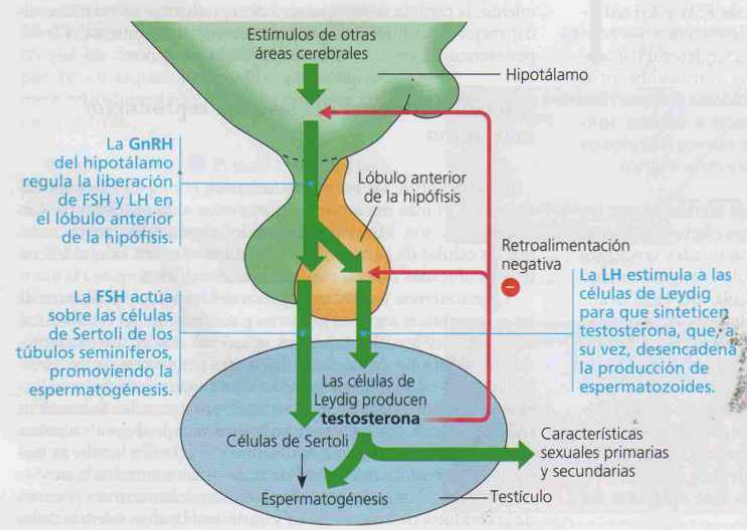 Estímulos de otras
áreas cerebrales
Hipotálamo
La GnRH
del hipotálamo
regula la liberación
de FSH y LH en
el lóbulo anterior
de la hipófisis.
Lóbulo anterior
de la hipófisis
Retroalimentación
negativa
La FSH actúa
sobre las células
de Sertoli de los
túbulos seminíferos,
promoviendo la
espermatogénesis.
La LH estimula a las
células de Leydig
para que sinteticen
testosterona, que, a
su vez, desencadena
la producción de
espermatozoides.
Las células de
Leydig producen
testosterona
Células de Sertoli
Características
sexuales primarias
y secundarias
Espermatogénesis
Testículo